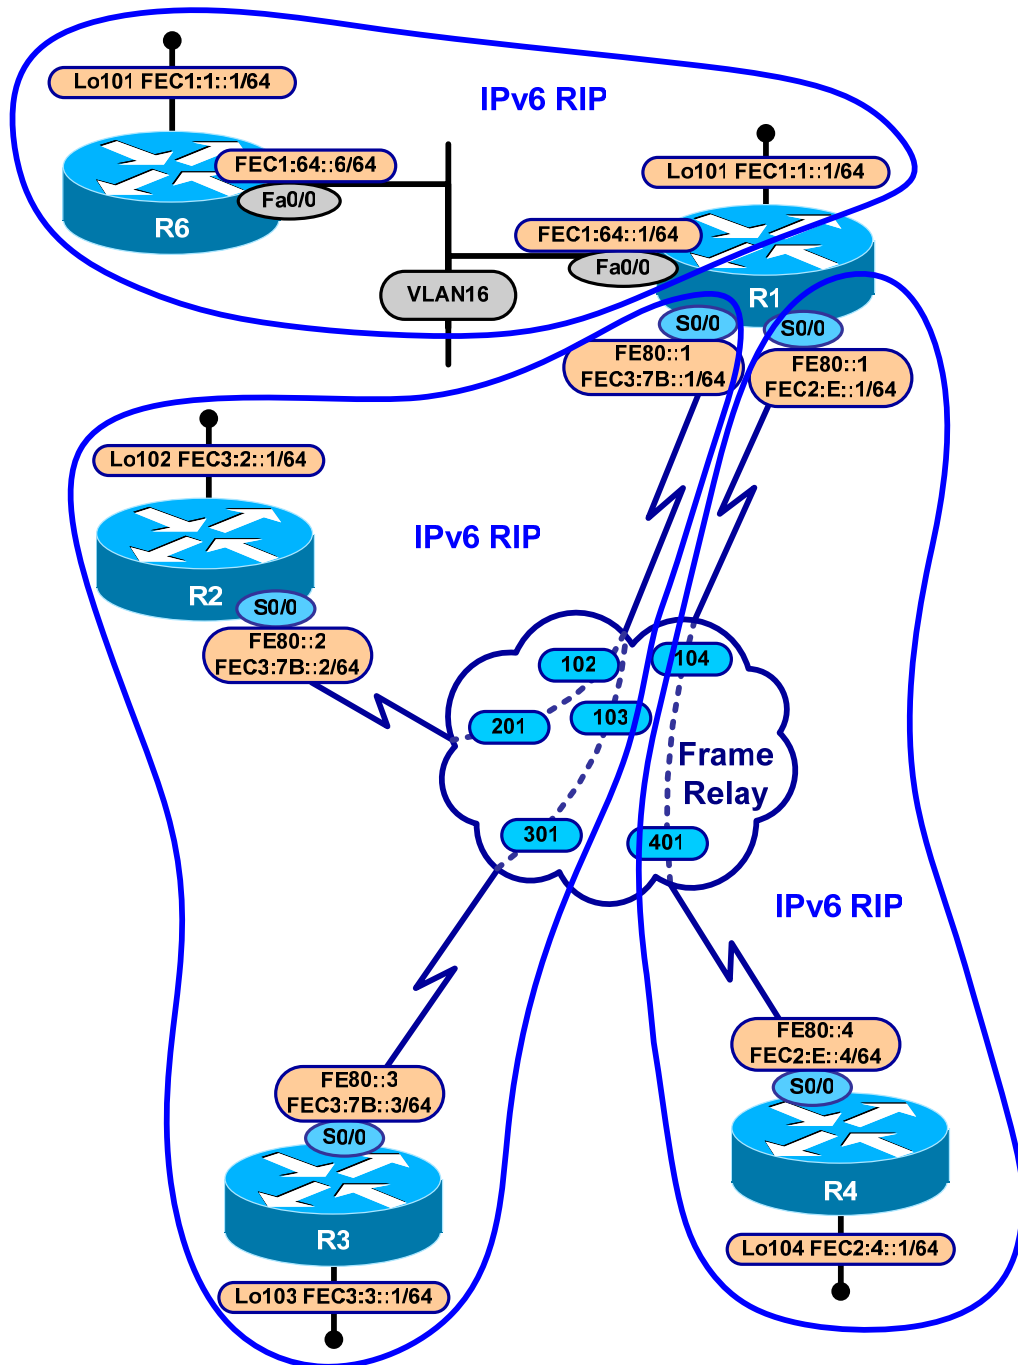 Lo101 FEC1:1::1/64
IPv6 RIP
FEC1:64::6/64
Fa0/0
R6
Lo101 FEC1:1::1/64
FEC1:64::1/64
Fa0/0
VLAN16
R1
S0/0
S0/0
FE80::1
FEC3:7B::1/64
FE80::1
FEC2:E::1/64
Lo102 FEC3:2::1/64
IPv6 RIP
R2
S0/0
FE80::2
FEC3:7B::2/64
102
104
103
201
Frame
Relay
301
401
IPv6 RIP
FE80::4
FEC2:E::4/64
S0/0
FE80::3
FEC3:7B::3/64
S0/0
R4
R3
Lo104 FEC2:4::1/64
Lo103 FEC3:3::1/64